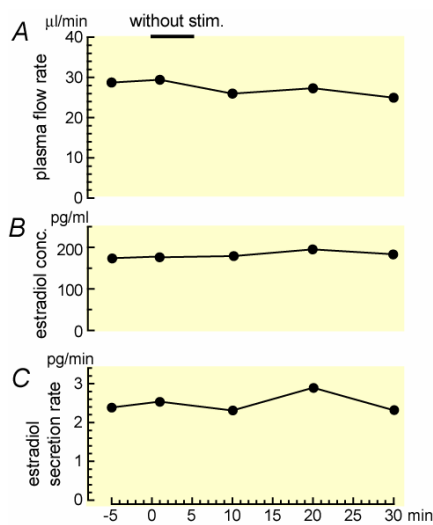 A
μl/min
without stim.
plasma flow rate
40
30
20
10
0
B
pg/ml
estradiol conc.
200
100
0
C
pg/min
estradiol
secretion rate
3
2
1
0
-5 0 5 10 15 20 25 30 min